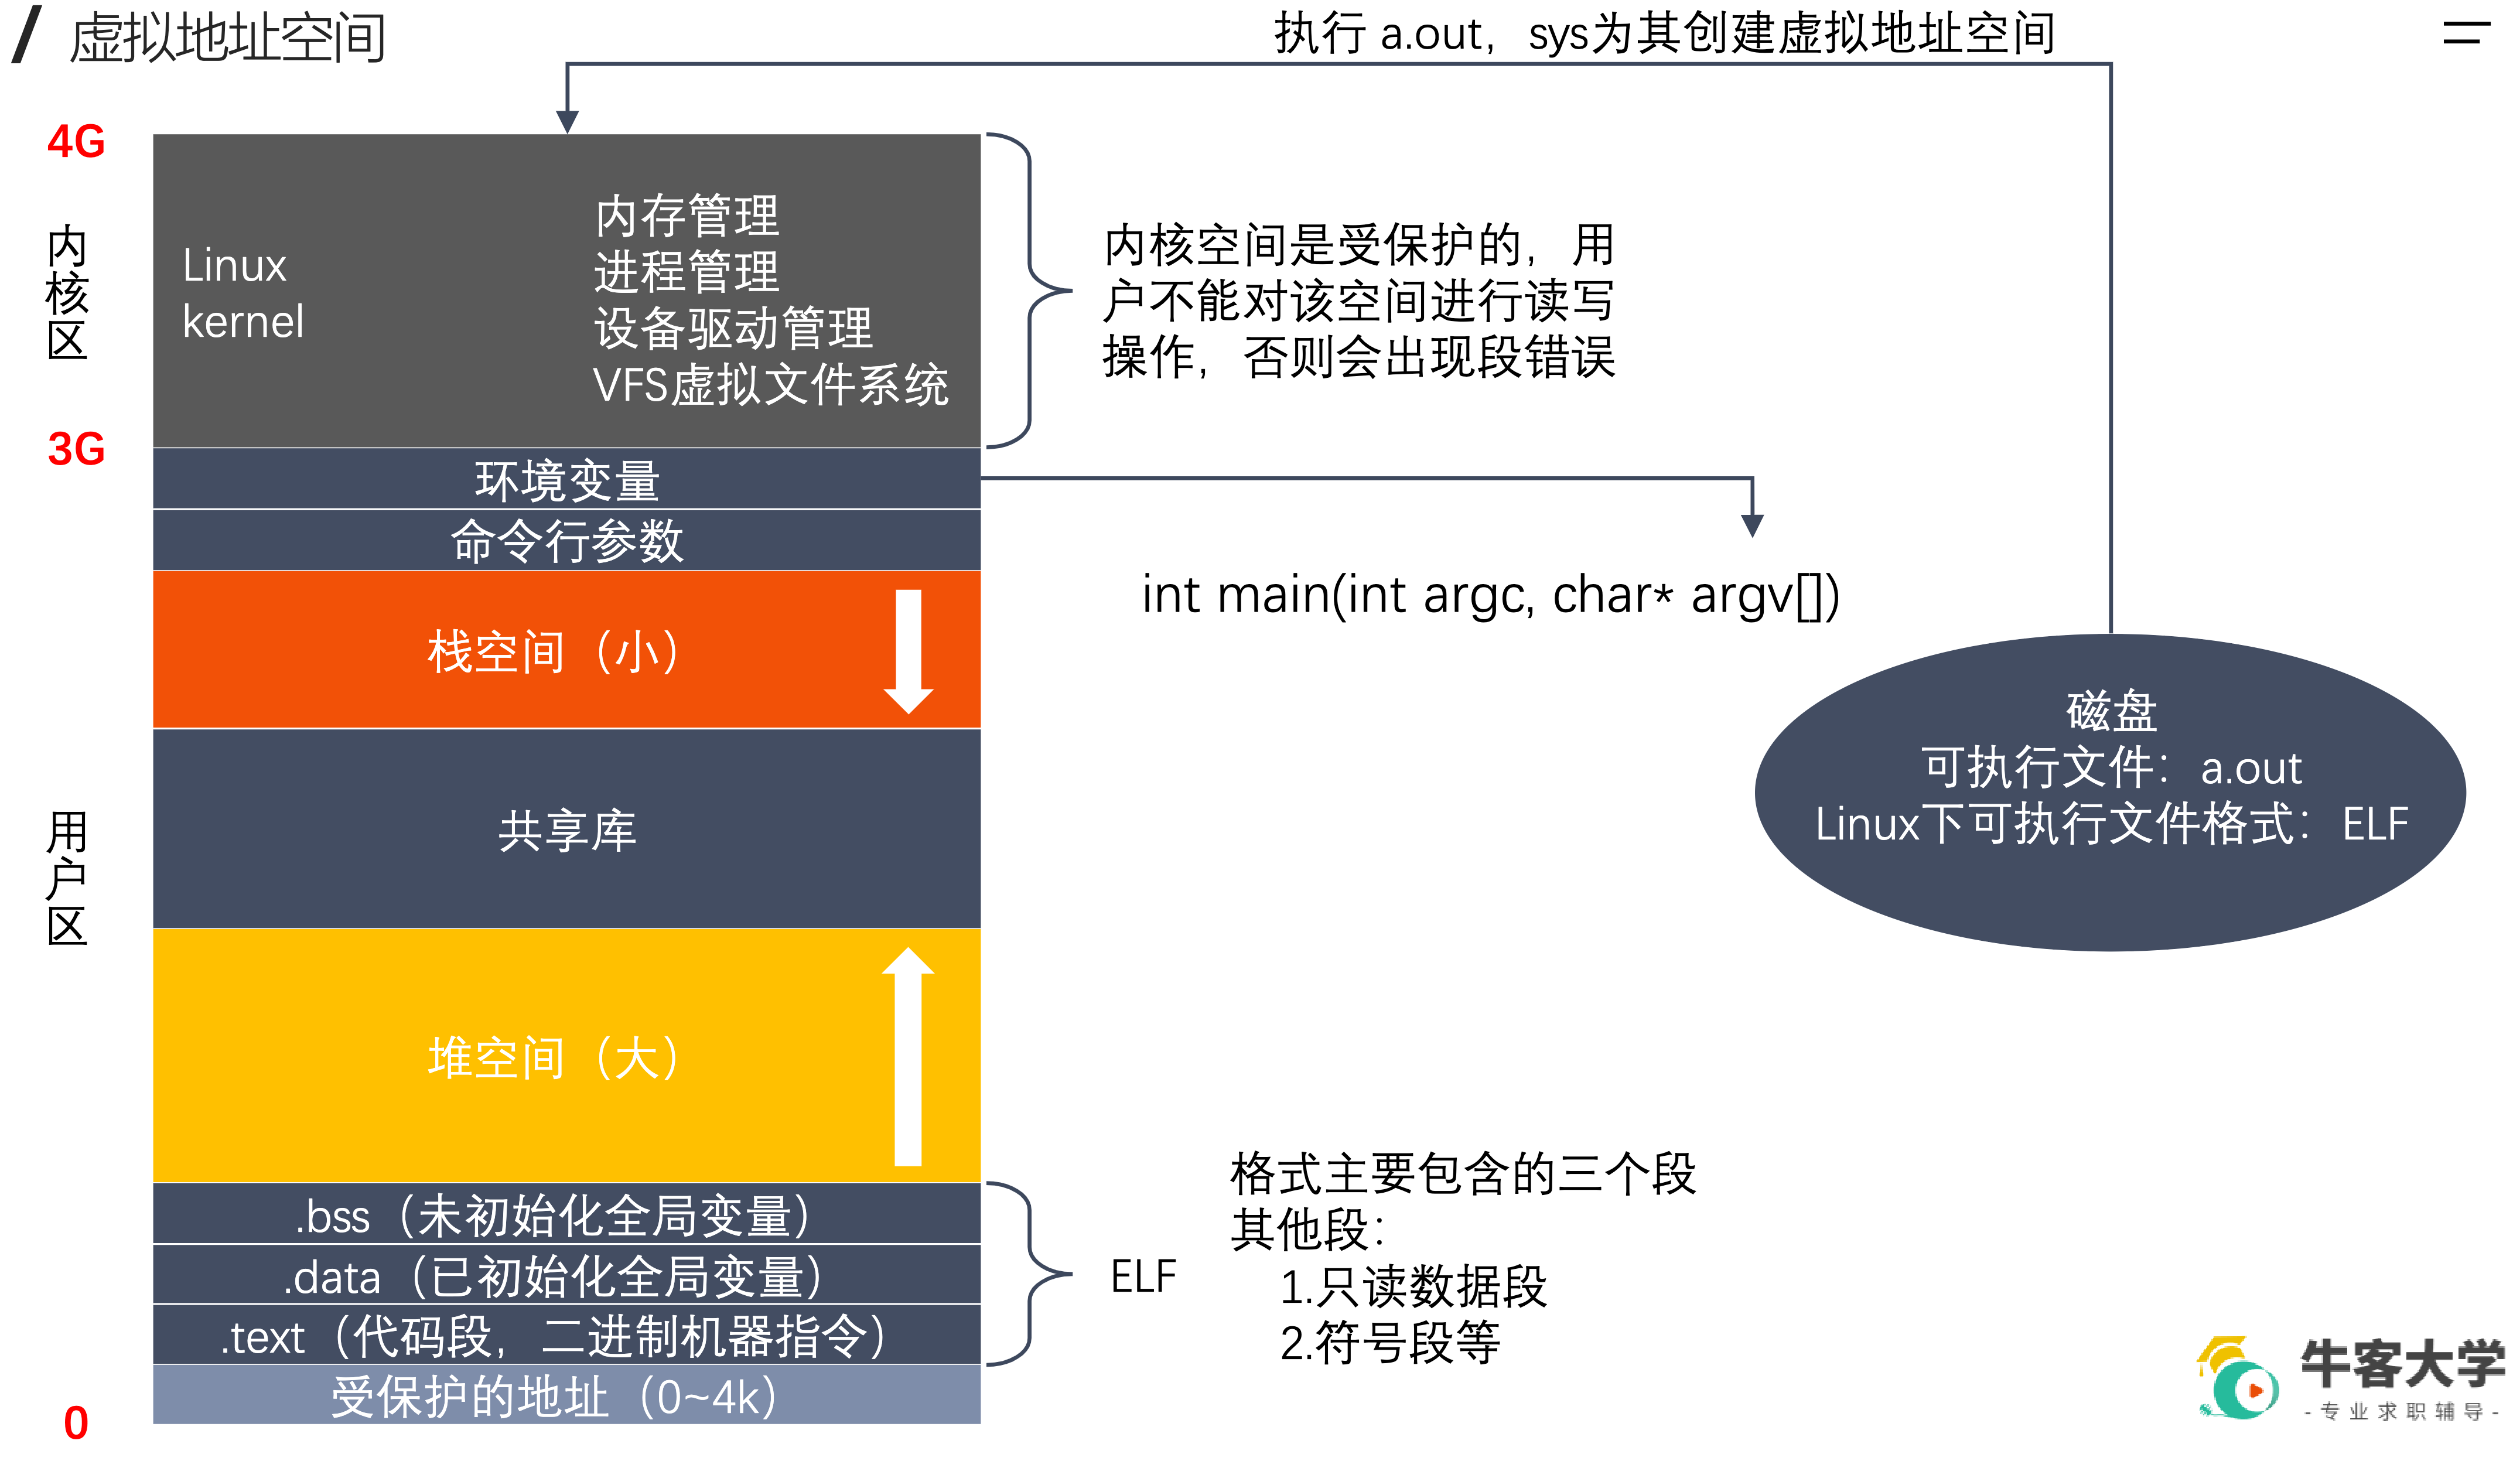 虚拟地址空间
执行 a.out，sys为其创建虚拟地址空间
4G
内核区
Linux
kernel
内存管理
进程管理
设备驱动管理
VFS虚拟文件系统
内核空间是受保护的，用
户不能对该空间进行读写
操作，否则会出现段错误
3G
环境变量
命令行参数
int main(int argc, char* argv[])
栈空间（小）
磁盘
可执行文件：a.out
Linux下可执行文件格式：ELF
用户区
共享库
堆空间（大）
.bss（未初始化全局变量）
.data（已初始化全局变量）
.text（代码段，二进制机器指令）
受保护的地址（0~4k）
0
ELF
格式主要包含的三个段
其他段：
1.只读数据段
2.符号段等
牛客大学
-专业求职辅导-